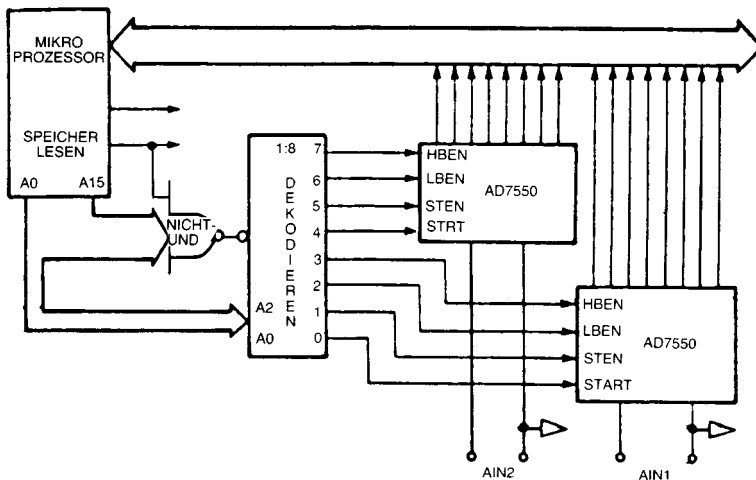 MIKRO
PROZESSOR
SPEICHER
LESEN
A0 A15
NICHT-
UND
1:8
DEKODIEREN
7
6
5
4
3
2
1
0
A2
A0
HBEN
LBEN
STEN
STRT
AD7550
HBEN
LBEN
STEN
START
AD7550
AIN2
AIN1